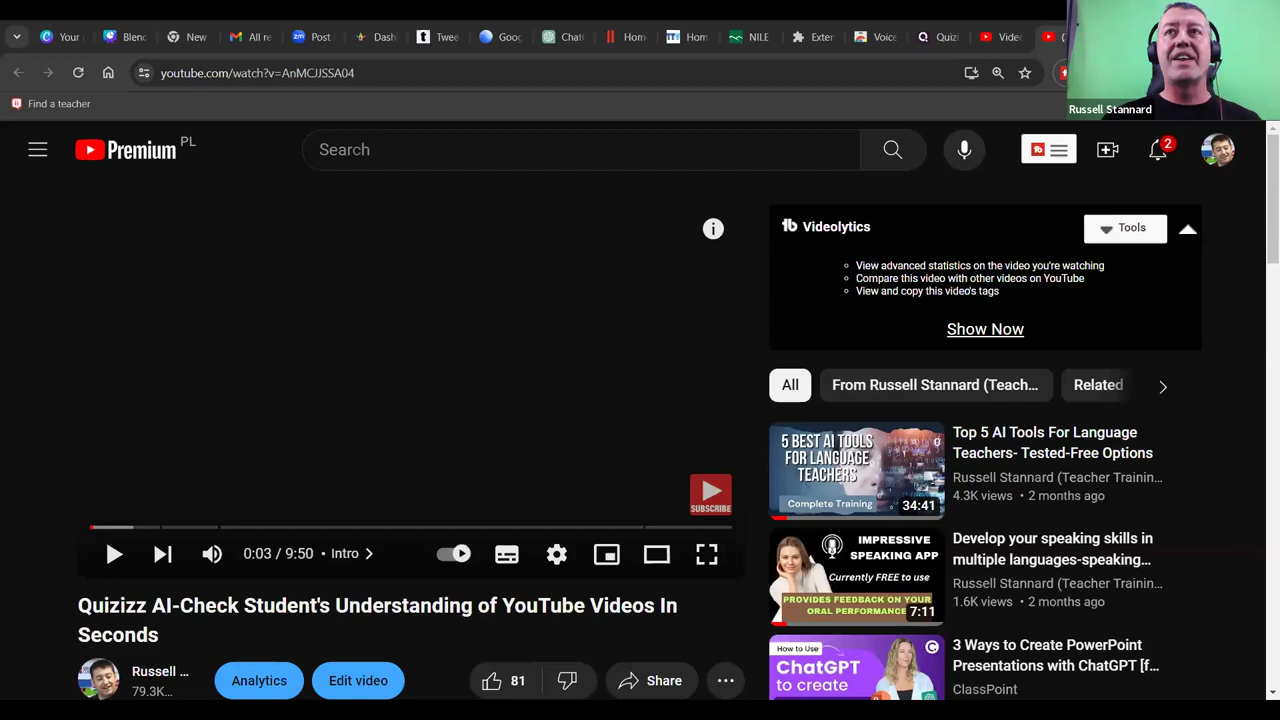 Your
Blenc
New
All re
Post
Dash
Twee
Goog
ChatG
Hom
Hom
NILE
Exter
Voice
Quizi
Videc
youtube.com/watch?v=AnMCJJSSA04
Russell Stannard
Find a teacher
Premium PL
Search
2
Videolytics
Tools
View advanced statistics on the video you're watching
Compare this video with other videos on YouTube
View and copy this video's tags
Show Now
All
From Russell Stannard (Teach...
Related
5 BEST AI TOOLS
FOR LANGUAGE
TEACHERS
Complete Training
34:41
Top 5 AI Tools For Language
Teachers- Tested-Free Options
Russell Stannard (Teacher Trainin...
4.3K views • 2 months ago
SUBSCRIBE
0:03 / 9:50 • Intro
IMPRESSIVE
SPEAKING APP
Currently FREE to use
PROVIDES FEEDBACK ON YOUR
ORAL PERFORMANCE
7:11
Develop your speaking skills in
multiple languages-speaking...
Russell Stannard (Teacher Trainin...
1.6K views • 2 months ago
Quizizz AI-Check Student's Understanding of YouTube Videos In
Seconds
Russell ...
79.3K...
Analytics
Edit video
81
Share
How to Use
ChatGPT
to create
3 Ways to Create PowerPoint
Presentations with ChatGPT [f...
ClassPoint